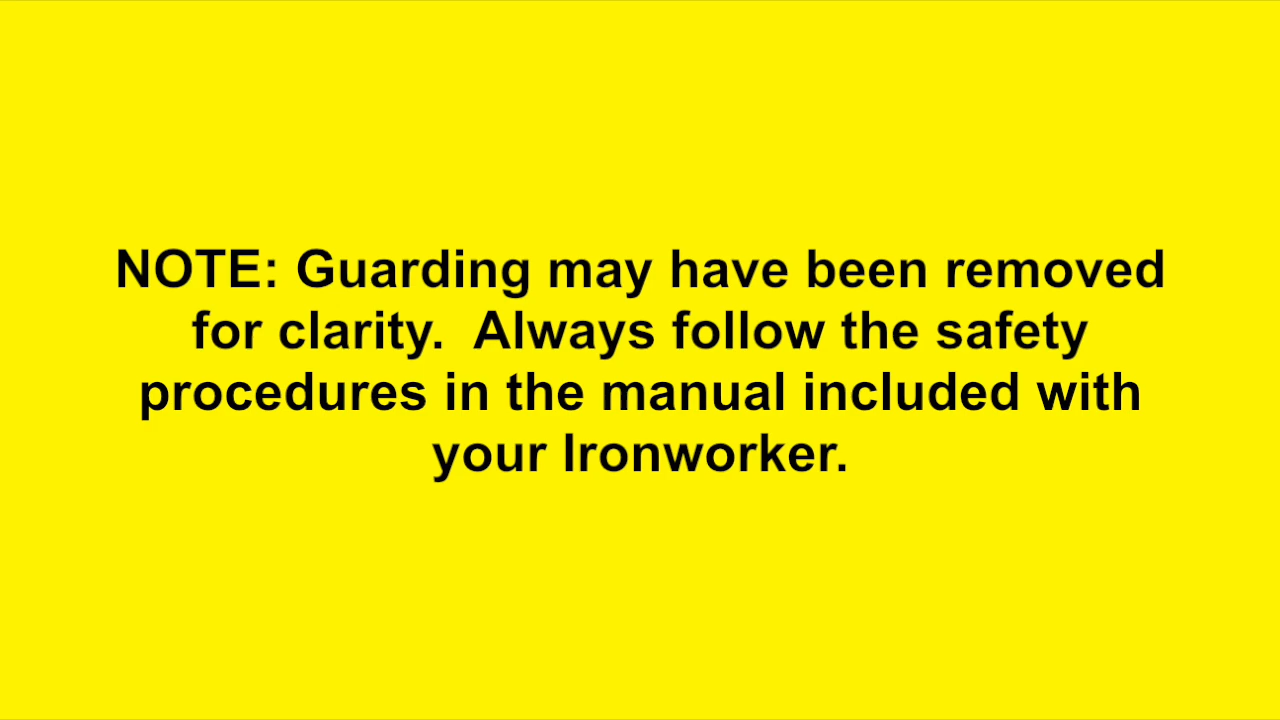 NOTE: Guarding may have been removed
for clarity.  Always follow the safety
procedures in the manual included with
your Ironworker.